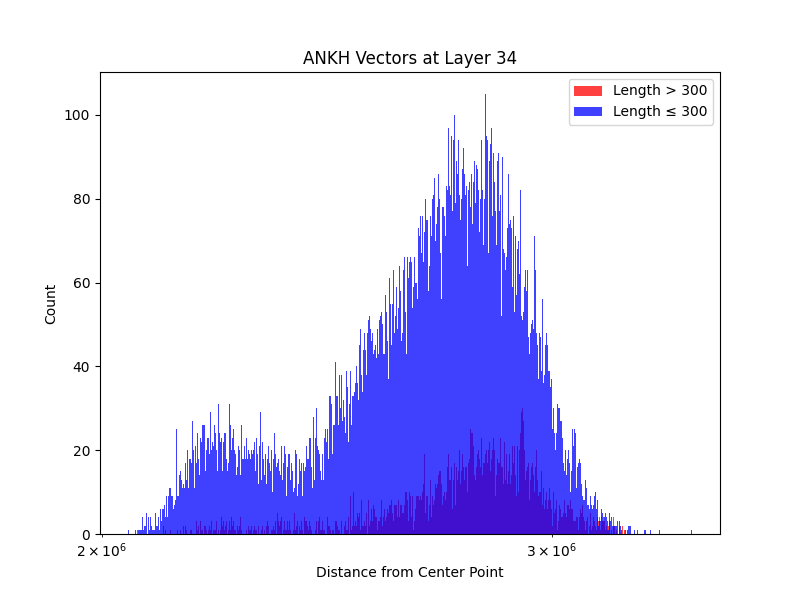 ANKH Vectors at Layer 34
Length > 300
Length ≤ 300
100
80
60
40
20
0
Count
2 × 10⁶
3 × 10⁶
Distance from Center Point